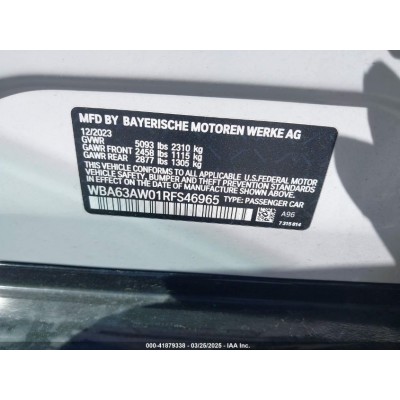 MFD BY BAYERISCHE MOTOREN WERKE AG
12/2023
GVWR 5093 lbs 2310 kg
GAWR FRONT 2458 lbs 1115 kg
GAWR REAR 2877 lbs 1305 kg
THIS VEHICLE CONFORMS TO ALL APPLICABLE U.S.FEDERAL MOTOR
VEHICLE SAFETY, BUMPER AND THEFT PREVENTION STANDARDS IN
EFFECT ON THE DATE OF MANUFACTURE SHOWN ABOVE.
WBA63AW01RFS46965 TYPE: PASSENGER CAR
A96
7 315 614
000-41879338 | 03/25/2025 | IAA Inc.